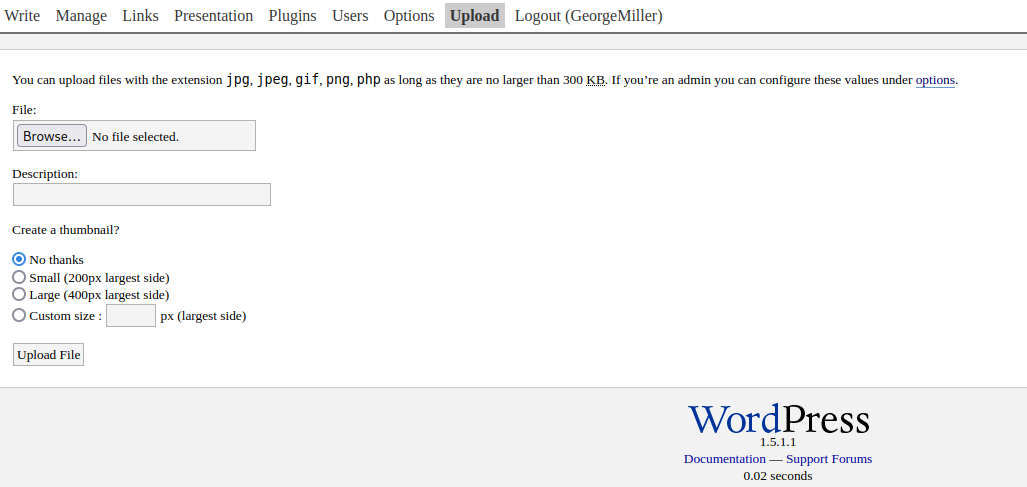 Write Manage Links Presentation Plugins Users Options Upload Logout (GeorgeMiller)
You can upload files with the extension jpg, jpeg, gif, png, php as long as they are no larger than 300 KB. If you’re an admin you can configure these values under options.
File:
Browse... No file selected.
Description:
Create a thumbnail?
No thanks
Small (200px largest side)
Large (400px largest side)
Custom size : px (largest side)
Upload File
WordPress
1.5.1.1
Documentation — Support Forums
0.02 seconds